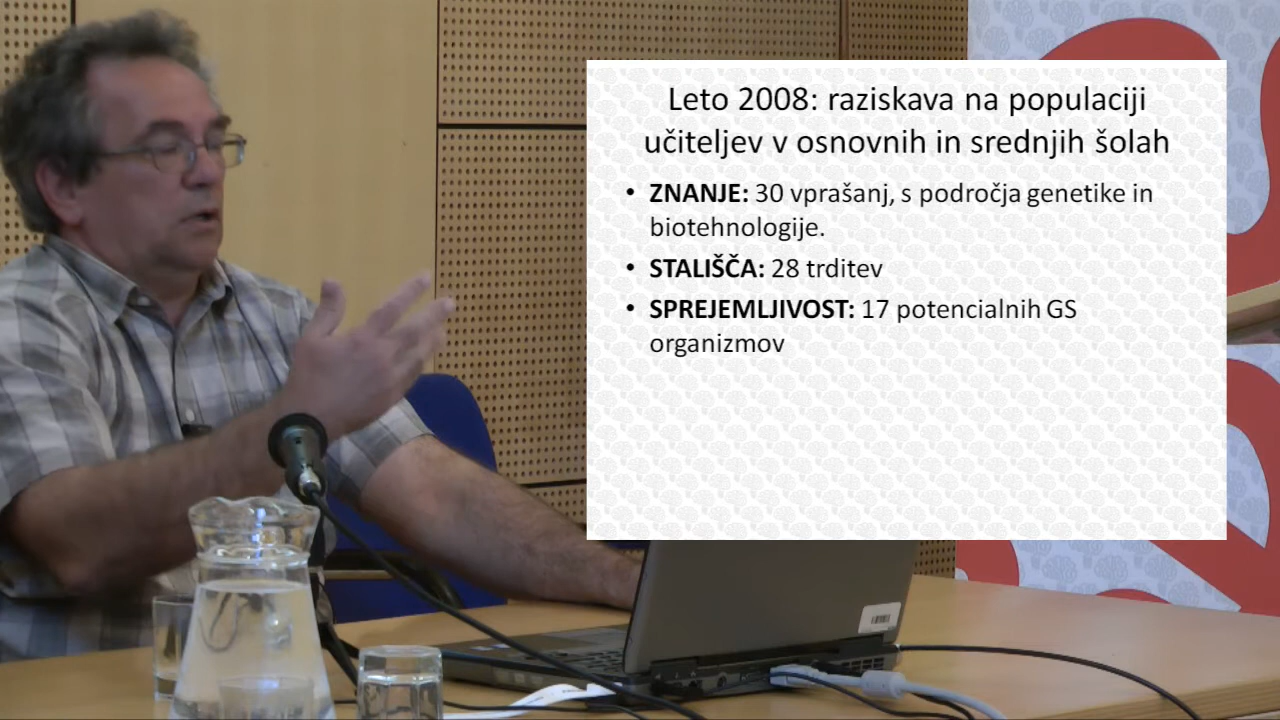 Leto 2008: raziskava na populaciji
učiteljev v osnovnih in srednjih šolah
• ZNANJE: 30 vprašanj, s področja genetike in
biotehnologije.
• STALIŠČA: 28 trditev
• SPREJEMLJIVOST: 17 potencialnih GS
organizmov